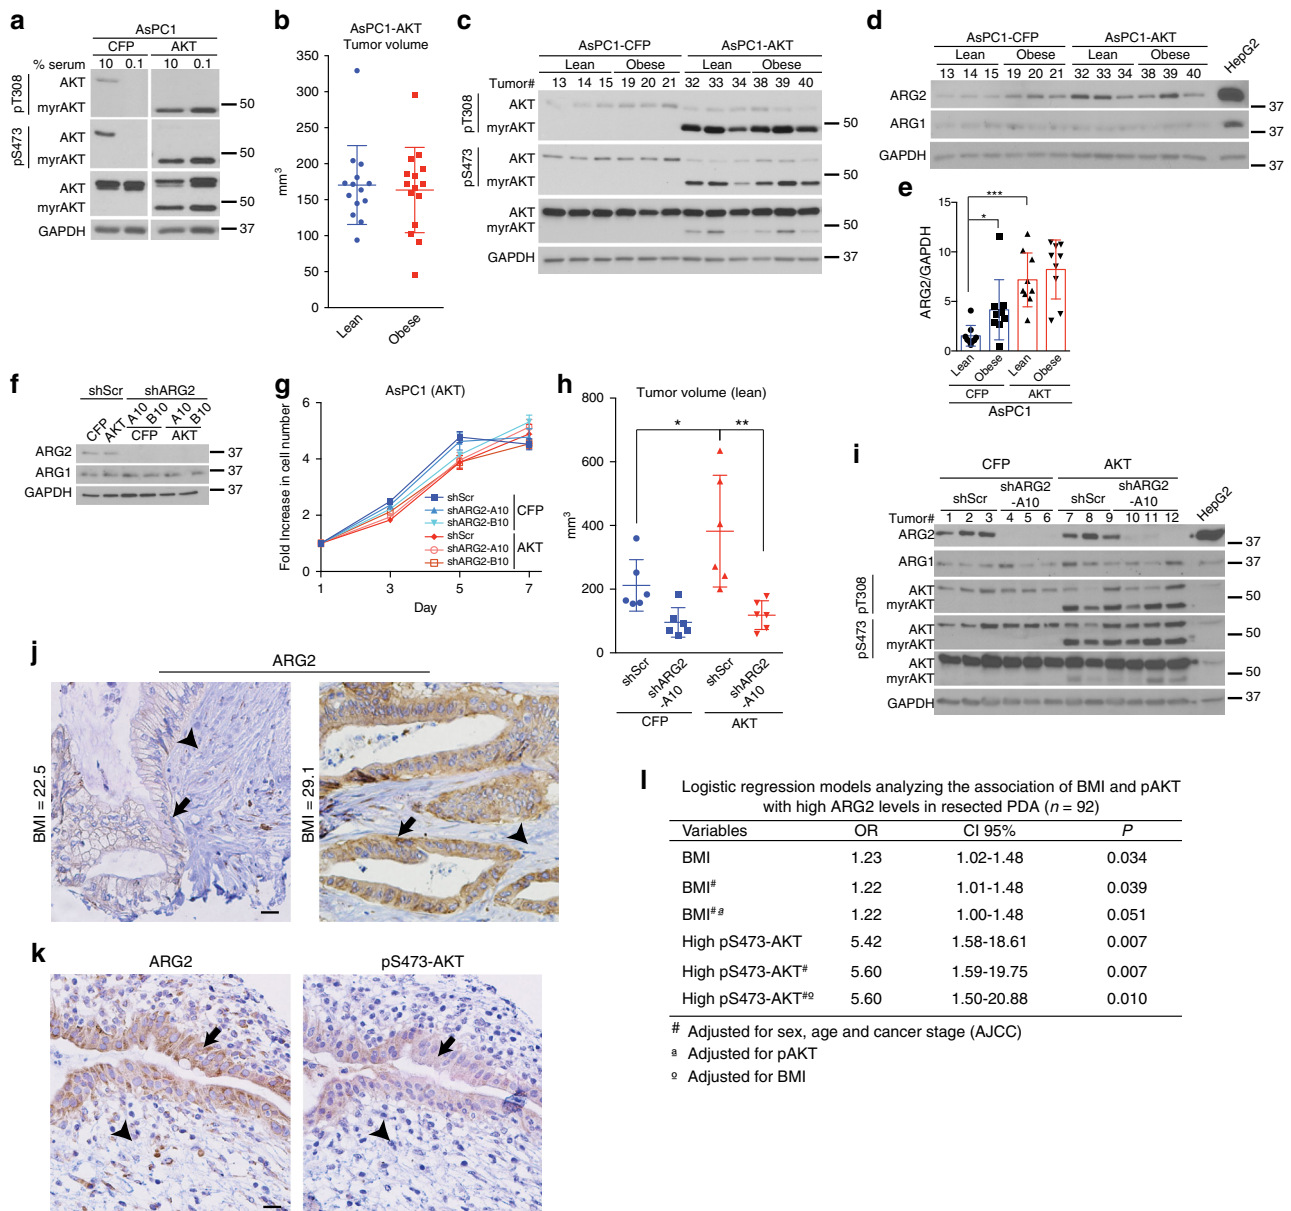 a
AsPC1
CFP AKT
% serum 10 0.1 10 0.1
pT308
AKT
myrAKT
50
pS473
AKT
myrAKT
50
AKT
myrAKT
50
GAPDH
37
b
AsPC1-AKT
Tumor volume
mm3
350
300
250
200
150
100
50
0
Lean
Obese
c
AsPC1-CFP AsPC1-AKT
Lean Obese Lean Obese
Tumor# 13 14 15 19 20 21 32 33 34 38 39 40
pT308
AKT
myrAKT
50
pS473
AKT
myrAKT
50
AKT
myrAKT
50
GAPDH
37
d
AsPC1-CFP AsPC1-AKT
Lean Obese Lean Obese
13 14 15 19 20 21 32 33 34 38 39 40
HepG2
ARG2
37
ARG1
37
GAPDH
37
e
ARG2/GAPDH
15
10
5
0
***
*
Lean
Obese
Lean
Obese
CFP AKT
AsPC1
f
shScr shARG2
CFP
AKT
A10
B10
A10
B10
CFP AKT
ARG2
37
ARG1
37
GAPDH
g
AsPC1 (AKT)
Fold Increase in cell number
6
4
2
0
1 3 5 7
Day
shScr
shARG2-A10
shARG2-B10
CFP
shScr
shARG2-A10
shARG2-B10
AKT
h
Tumor volume (lean)
mm3
800
600
400
200
0
*
**
shScr
shARG2
-A10
shScr
shARG2
-A10
CFP AKT
i
CFP AKT
shScr
shARG2
-A10
shScr
shARG2
-A10
HepG2
Tumor# 1 2 3 4 5 6 7 8 9 10 11 12
ARG2
37
ARG1
37
pT308
AKT
myrAKT
50
pS473
AKT
myrAKT
50
AKT
myrAKT
50
GAPDH
37
j
ARG2
BMI = 22.5
BMI = 29.1
k
ARG2
pS473-AKT
l
Logistic regression models analyzing the association of BMI and pAKT
with high ARG2 levels in resected PDA (n = 92)
Variables OR CI 95% P
BMI 1.23 1.02-1.48 0.034
BMI# 1.22 1.01-1.48 0.039
BMI#ª 1.22 1.00-1.48 0.051
High pS473-AKT 5.42 1.58-18.61 0.007
High pS473-AKT# 5.60 1.59-19.75 0.007
High pS473-AKT#º 5.60 1.50-20.88 0.010
# Adjusted for sex, age and cancer stage (AJCC)
ª Adjusted for pAKT
º Adjusted for BMI